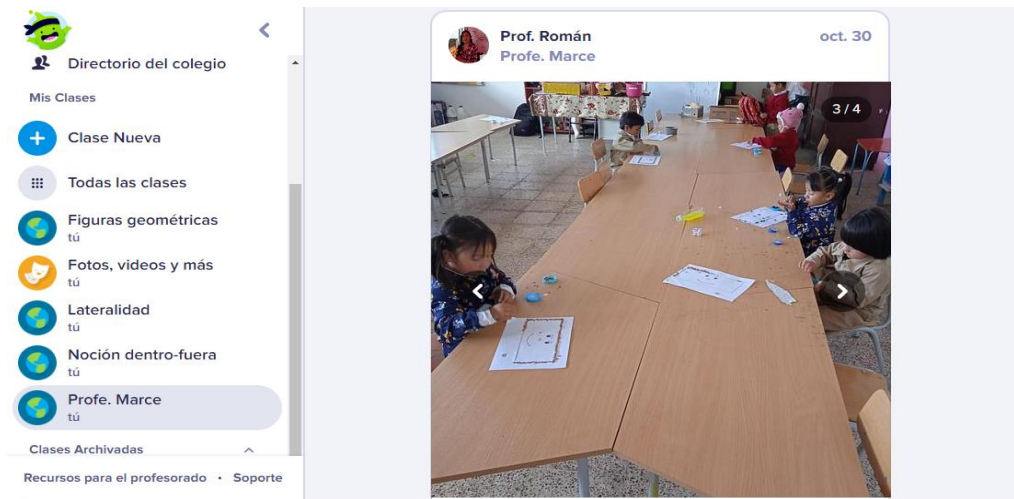 Directorio del colegio
Mis Clases
Clase Nueva
Todas las clases
Figuras geométricas
tú
Fotos, videos y más
tú
Lateralidad
tú
Noción dentro-fuera
tú
Profe. Marce
tú
Clases Archivadas
Recursos para el profesorado • Soporte
Prof. Román
oct. 30
Profe. Marce
3 / 4